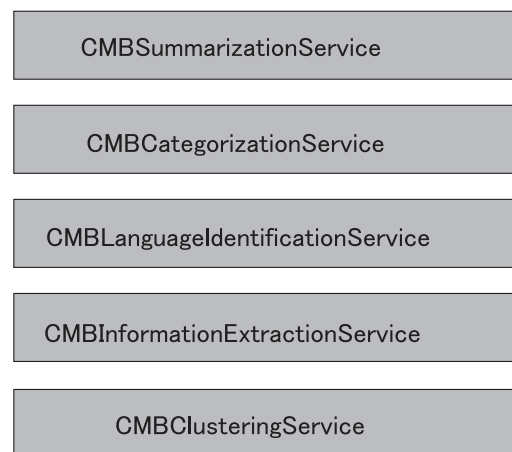 CMBSummarizationService
CMBCategorizationService
CMBLanguageIdentificationService
CMBInformationExtractionService
CMBClusteringService